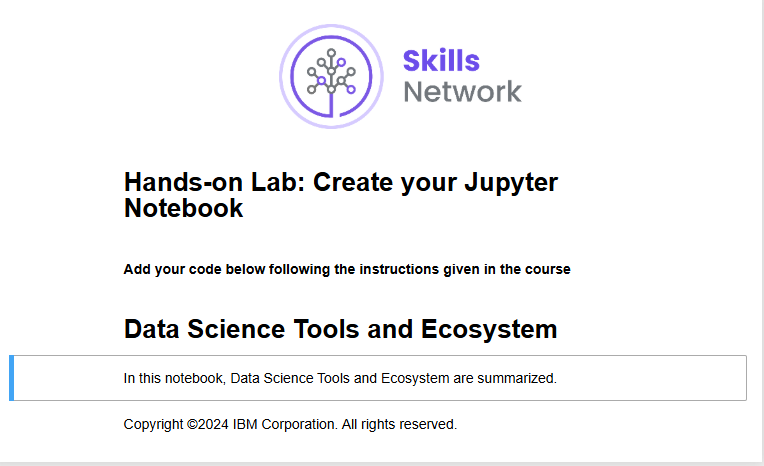 Skills
Network
Hands-on Lab: Create your Jupyter
Notebook
Add your code below following the instructions given in the course
Data Science Tools and Ecosystem
In this notebook, Data Science Tools and Ecosystem are summarized.
Copyright ©2024 IBM Corporation. All rights reserved.